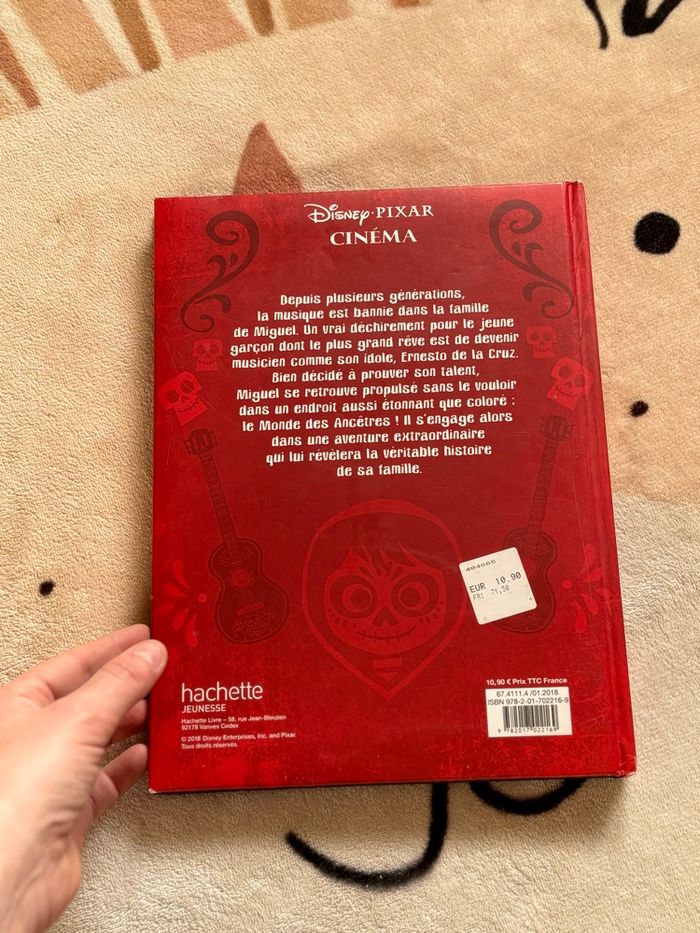 Disney·PIXAR
CINÉMA
Depuis plusieurs générations,
la musique est bannie dans la famille
de Miguel. Un vrai déchirement pour le jeune
garçon dont le plus grand rêve est de devenir
musicien comme son idole, Ernesto de la Cruz.
Bien décidé à prouver son talent,
Miguel se retrouve propulsé sans le vouloir
dans un endroit aussi étonnant que coloré :
le Monde des Ancêtres ! Il s'engage alors
dans une aventure extraordinaire
qui lui révèlera la véritable histoire
de sa famille.
404665
EUR 10.90
FR: 71,50
hachette
JEUNESSE
Hachette Livre – 58, rue Jean-Bleuzen
92178 Vanves Cedex
© 2018 Disney Enterprises, Inc. and Pixar.
Tous droits réservés.
10,90 € Prix TTC France
67.4111.4 /01.2018
ISBN 978-2-01-702216-9
9 782017 022169